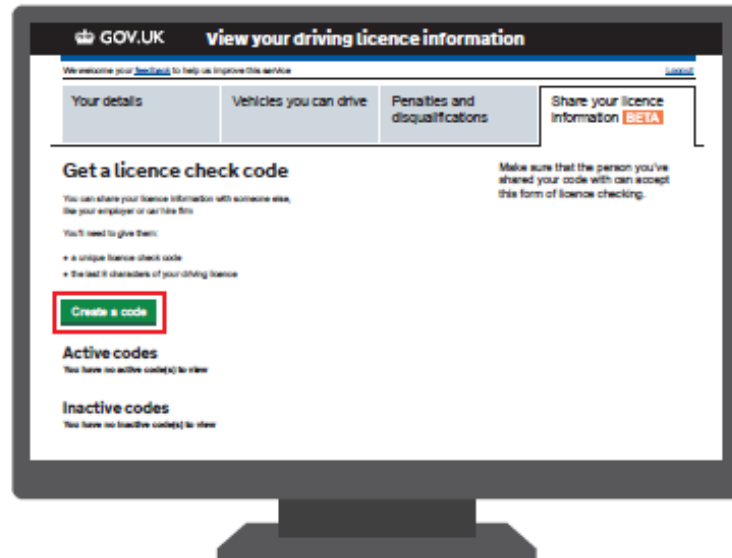 GOV.UK View your driving licence information
We welcome your feedback to help us improve this service Logout
Your details Vehicles you can drive Penalties and Share your licence
disqualifications information BETA
Get a licence check code
You can share your licence information with someone else,
like your employer or car hire firm
You'll need to give them:
• a unique licence check code
• the last 8 characters of your driving licence
Make sure that the person you've
shared your code with can accept
this form of licence checking.
Create a code
Active codes
You have no active code(s) to view
Inactive codes
You have no inactive code(s) to view